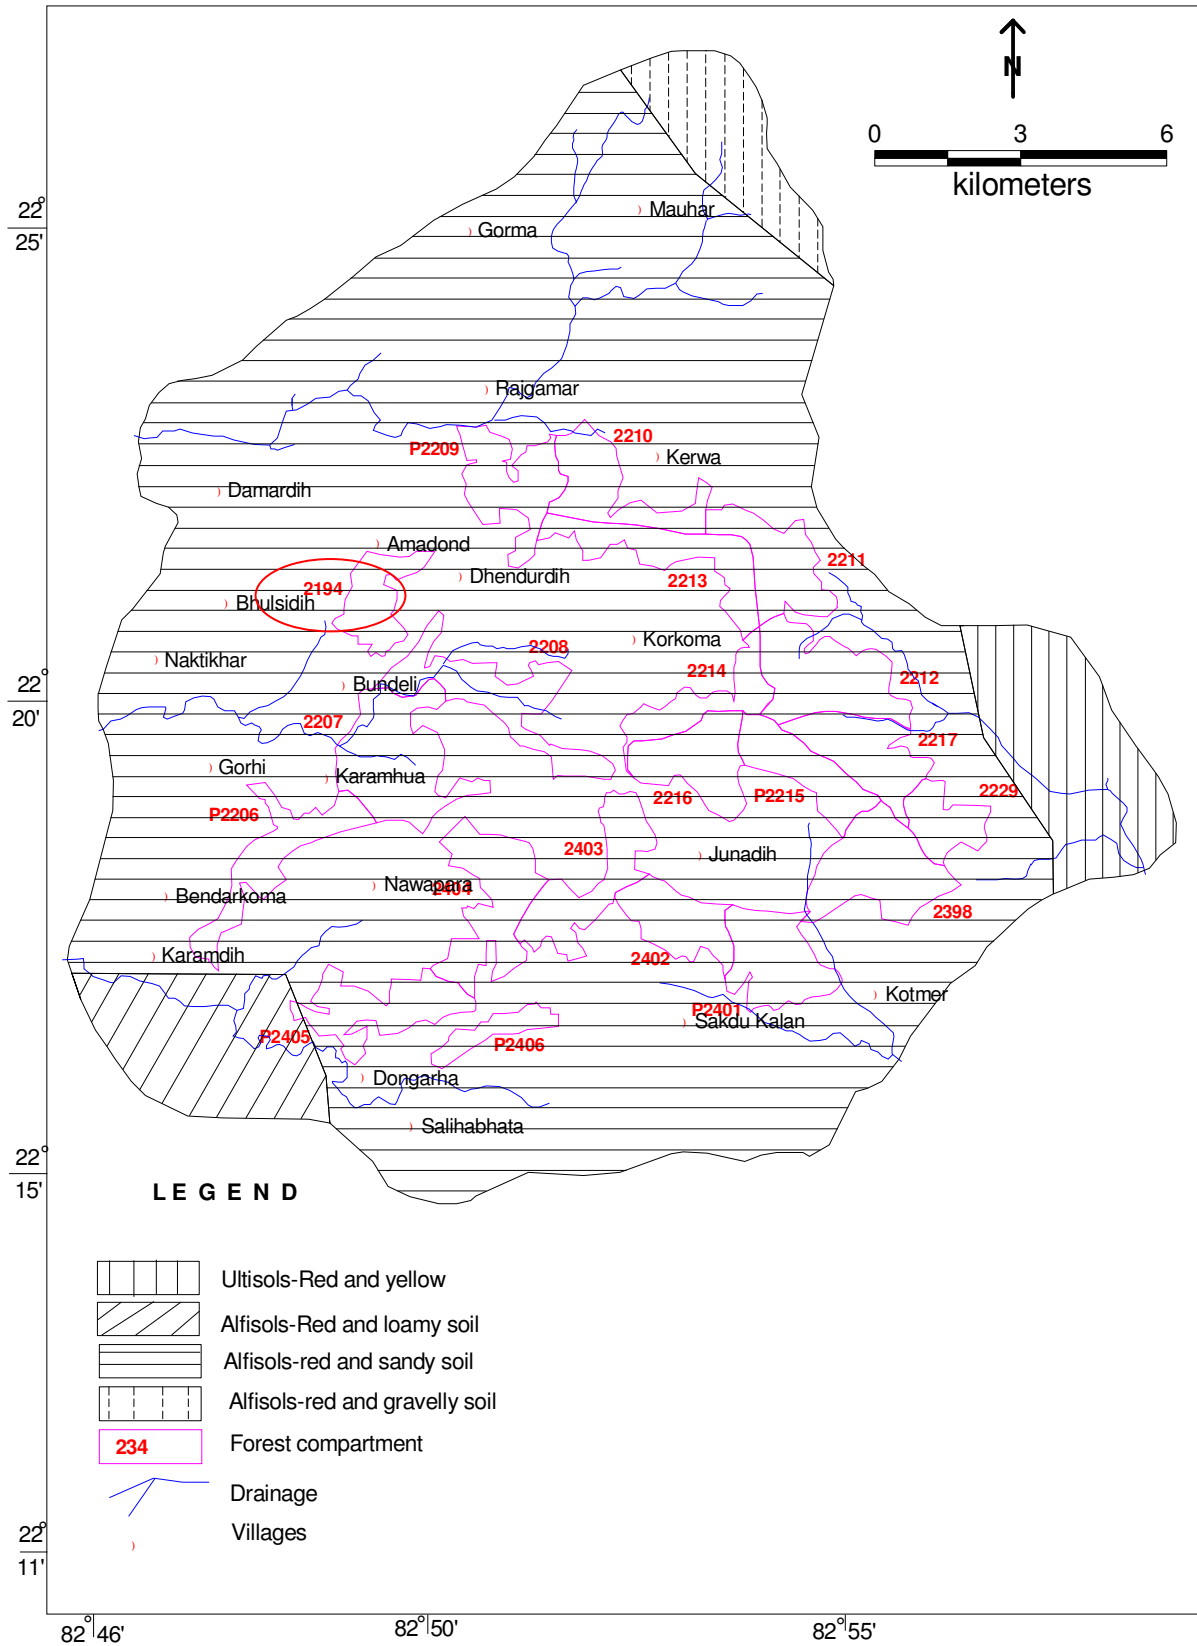 N
0 3 6
kilometers
22°
25'
Mauhar
Gorma
Rajgamar
2210
P2209
Kerwa
Damardih
Amadond
2211
Dhendurdih
2213
2194
Bhulsidih
Korkoma
2208
Naktikhar
2214
2212
22°
20'
Bundeli
2207
2217
Gorhi
Karamhua
2229
2216
P2215
P2206
2403
Junadih
Nawapara
2404
Bendarkoma
2398
Karamdih
2402
Kotmer
P2401
Sakdu Kalan
P2405
P2406
Dongarha
Salihabhata
22°
15'
LEGEND
Ultisols-Red and yellow
Alfisols-Red and loamy soil
Alfisols-red and sandy soil
Alfisols-red and gravelly soil
234 Forest compartment
Drainage
Villages
22°
11'
82°46' 82°50' 82°55'